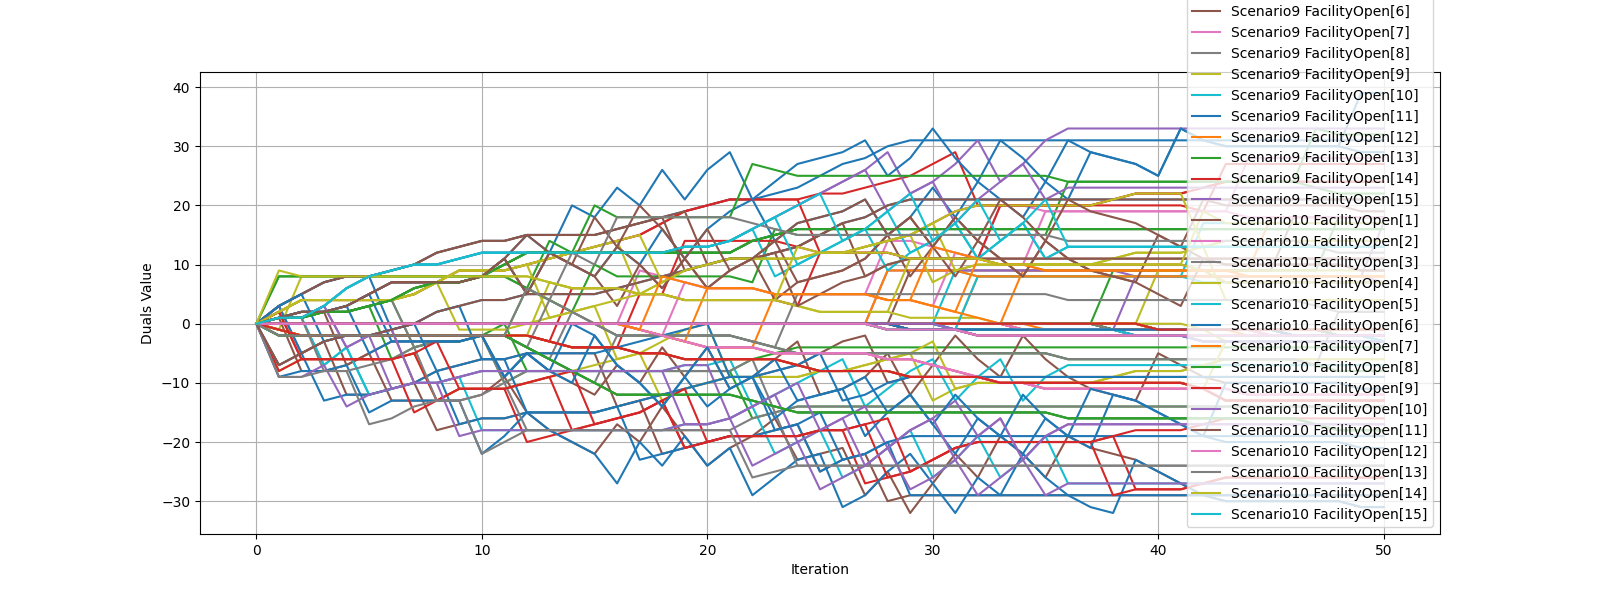 Scenario9 FacilityOpen[6]
Scenario9 FacilityOpen[7]
Scenario9 FacilityOpen[8]
Scenario9 FacilityOpen[9]
Scenario9 FacilityOpen[10]
Scenario9 FacilityOpen[11]
Scenario9 FacilityOpen[12]
Scenario9 FacilityOpen[13]
Scenario9 FacilityOpen[14]
Scenario9 FacilityOpen[15]
Scenario10 FacilityOpen[1]
Scenario10 FacilityOpen[2]
Scenario10 FacilityOpen[3]
Scenario10 FacilityOpen[4]
Scenario10 FacilityOpen[5]
Scenario10 FacilityOpen[6]
Scenario10 FacilityOpen[7]
Scenario10 FacilityOpen[8]
Scenario10 FacilityOpen[9]
Scenario10 FacilityOpen[10]
Scenario10 FacilityOpen[11]
Scenario10 FacilityOpen[12]
Scenario10 FacilityOpen[13]
Scenario10 FacilityOpen[14]
Scenario10 FacilityOpen[15]
40
30
20
10
0
−10
−20
−30
Duals Value
0 10 20 30 40 50
Iteration